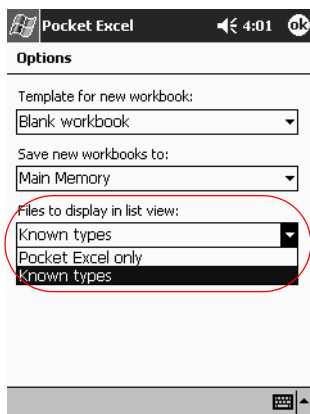 Pocket Excel 4:01 ok
Options
Template for new workbook:
Blank workbook
Save new workbooks to:
Main Memory
Files to display in list view:
Known types
Pocket Excel only
Known types